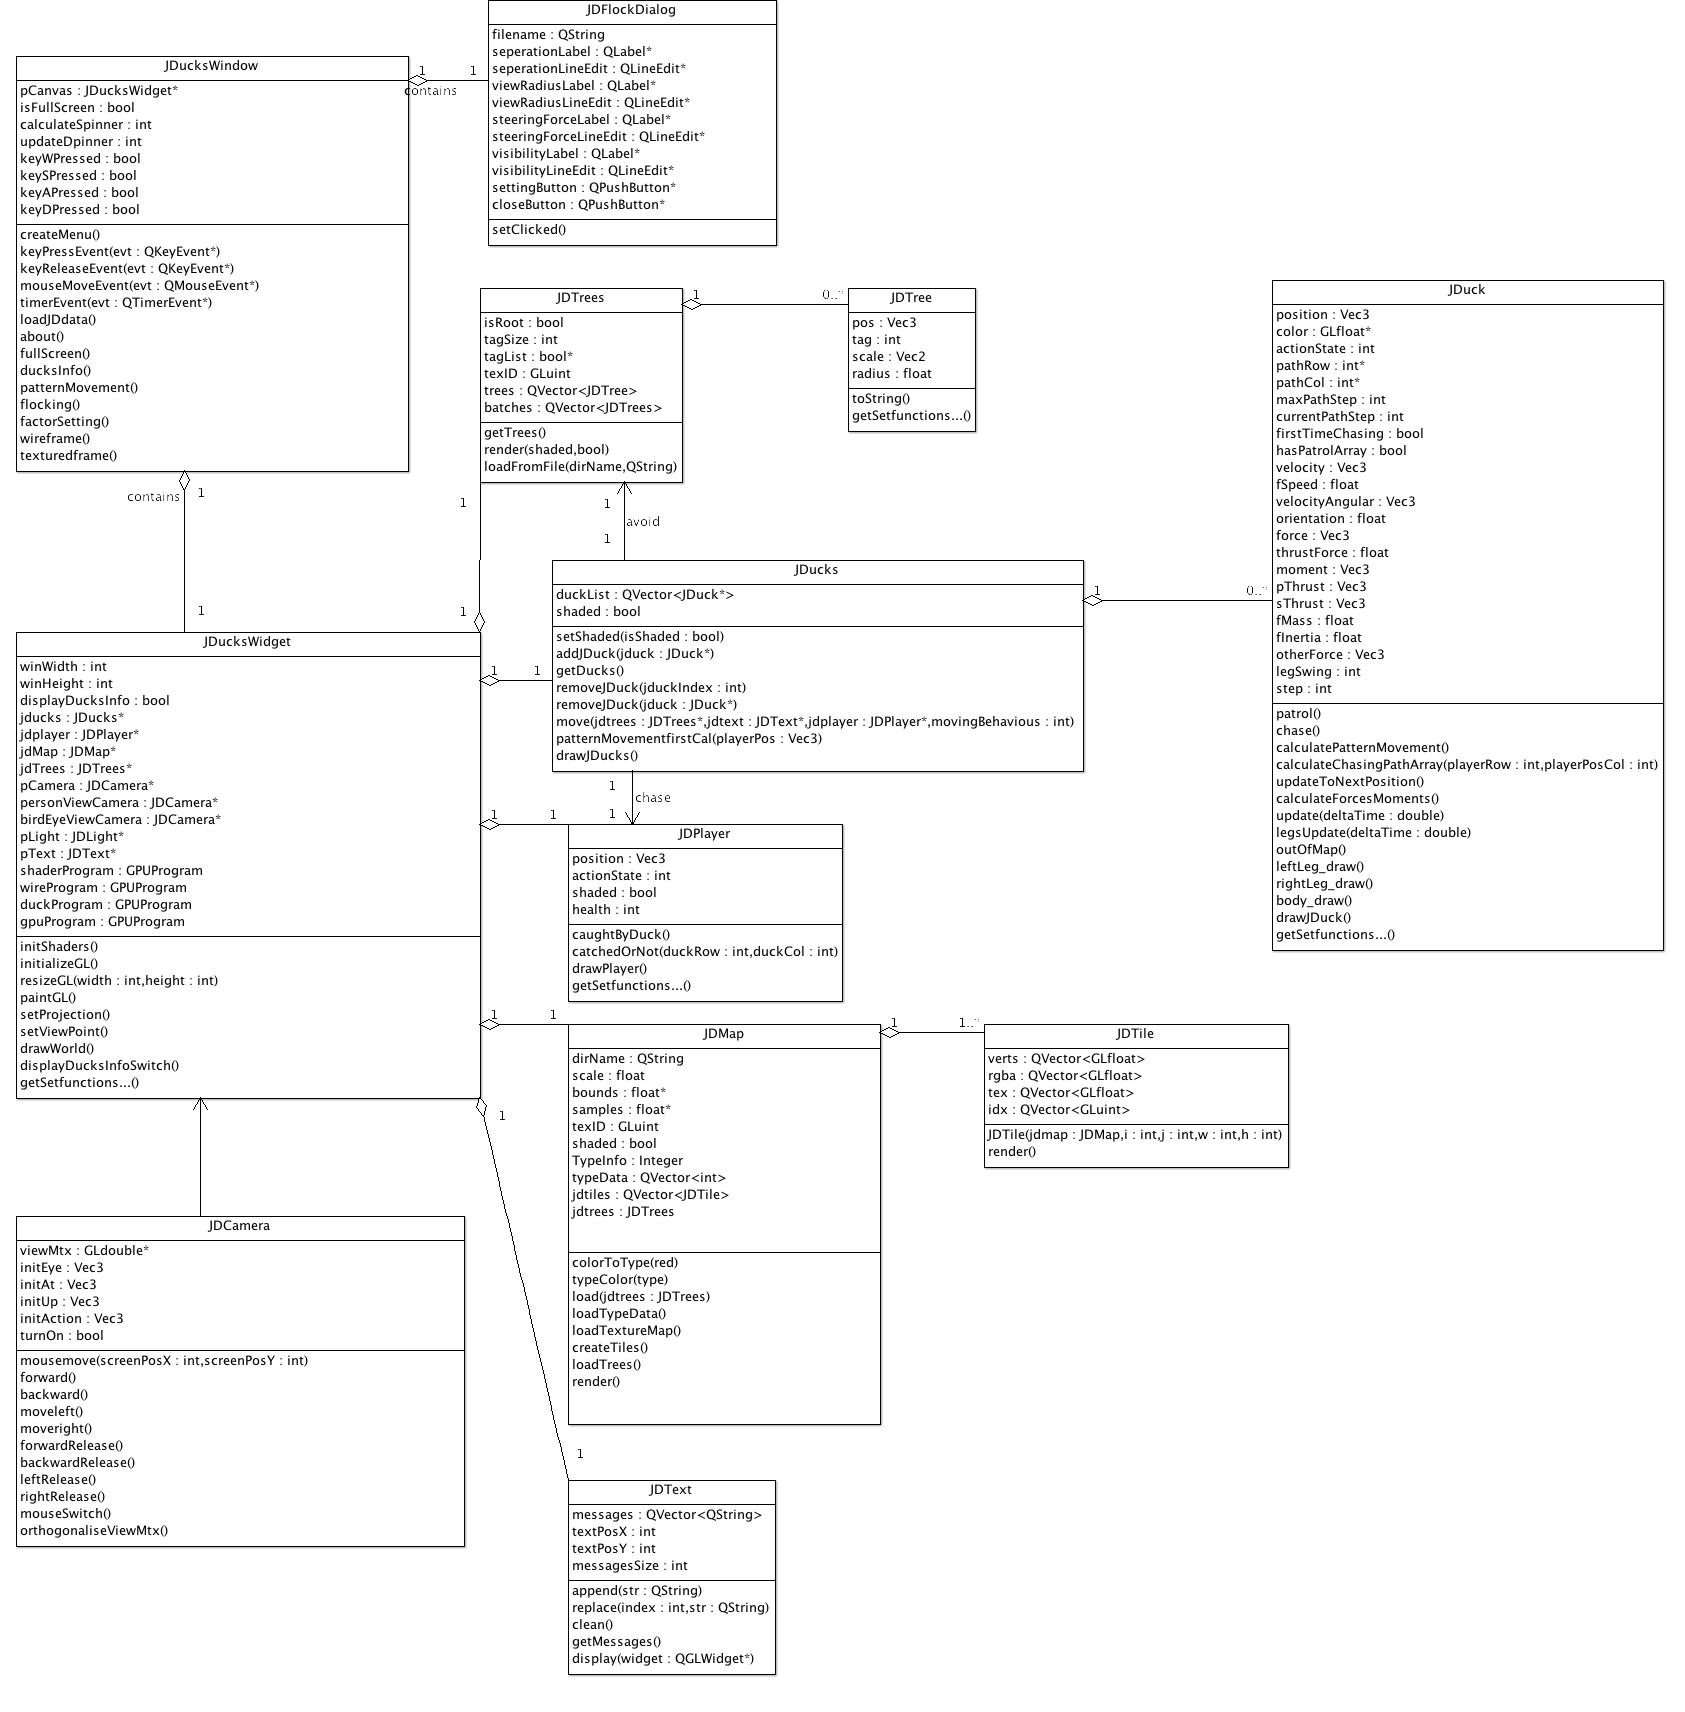 JDFlockDialog
filename : QString
seperationLabel : QLabel*
seperationLineEdit : QLineEdit*
viewRadiusLabel : QLabel*
viewRadiusLineEdit : QLineEdit*
steeringForceLabel : QLabel*
steeringForceLineEdit : QLineEdit*
visibilityLabel : QLabel*
visibilityLineEdit : QLineEdit*
settingButton : QPushButton*
closeButton : QPushButton*
setClicked()
JDucksWindow
pCanvas : JDucksWidget*
isFullScreen : bool
calculateSpinner : int
updateDpinner : int
keyWPressed : bool
keySPressed : bool
keyAPressed : bool
keyDPressed : bool
createMenu()
keyPressEvent(evt : QKeyEvent*)
keyReleaseEvent(evt : QKeyEvent*)
mouseMoveEvent(evt : QMouseEvent*)
timerEvent(evt : QTimerEvent*)
loadJDdata()
about()
fullScreen()
ducksInfo()
patternMovement()
flocking()
factorSetting()
wireframe()
texturedframe()
1 1
contains
JDTrees
isRoot : bool
tagSize : int
tagList : bool*
texID : GLuint
trees : QVector<JDTree>
batches : QVector<JDTrees>
getTrees()
render(shaded,bool)
loadFromFile(dirName,QString)
1 0..*
JDTree
pos : Vec3
tag : int
scale : Vec2
radius : float
toString()
getSetfunctions...()
JDuck
position : Vec3
color : GLfloat*
actionState : int
pathRow : int*
pathCol : int*
maxPathStep : int
currentPathStep : int
firstTimeChasing : bool
hasPatrolArray : bool
velocity : Vec3
fSpeed : float
velocityAngular : Vec3
orientation : float
force : Vec3
thrustForce : float
moment : Vec3
pThrust : Vec3
sThrust : Vec3
fMass : float
fInertia : float
otherForce : Vec3
legSwing : int
step : int
patrol()
chase()
calculatePatternMovement()
calculateChasingPathArray(playerRow : int,playerPosCol : int)
updateToNextPosition()
calculateForcesMoments()
update(deltaTime : double)
legsUpdate(deltaTime : double)
outOfMap()
leftLeg_draw()
rightLeg_draw()
body_draw()
drawJDuck()
getSetfunctions...()
contains
1
1
1
1
1
avoid
1
JDucks
duckList : QVector<JDuck*>
shaded : bool
setShaded(isShaded : bool)
addJDuck(jduck : JDuck*)
getDucks()
removeJDuck(jduckIndex : int)
removeJDuck(jduck : JDuck*)
move(jdtrees : JDTrees*,jdtext : JDText*,jdplayer : JDPlayer*,movingBehavious : int)
patternMovementfirstCal(playerPos : Vec3)
drawJDucks()
1 0..*
JDucksWidget
winWidth : int
winHeight : int
displayDucksInfo : bool
jducks : JDucks*
jdplayer : JDPlayer*
jdMap : JDMap*
jdTrees : JDTrees*
pCamera : JDCamera*
personViewCamera : JDCamera*
birdEyeViewCamera : JDCamera*
pLight : JDLight*
pText : JDText*
shaderProgram : GPUProgram
wireProgram : GPUProgram
duckProgram : GPUProgram
gpuProgram : GPUProgram
initShaders()
initializeGL()
resizeGL(width : int,height : int)
paintGL()
setProjection()
setViewPoint()
drawWorld()
displayDucksInfoSwitch()
getSetfunctions...()
1 1
1
chase
1
1 1
JDPlayer
position : Vec3
actionState : int
shaded : bool
health : int
caughtByDuck()
catchedOrNot(duckRow : int,duckCol : int)
drawPlayer()
getSetfunctions...()
1 1
JDMap
dirName : QString
scale : float
bounds : float*
samples : float*
texID : GLuint
shaded : bool
TypeInfo : Integer
typeData : QVector<int>
jdtiles : QVector<JDTile>
jdtrees : JDTrees
colorToType(red)
typeColor(type)
load(jdtrees : JDTrees)
loadTypeData()
loadTextureMap()
createTiles()
loadTrees()
render()
1 1..*
JDTile
verts : QVector<GLfloat>
rgba : QVector<GLfloat>
tex : QVector<GLfloat>
idx : QVector<GLuint>
JDTile(jdmap : JDMap,i : int,j : int,w : int,h : int)
render()
1
JDCamera
viewMtx : GLdouble*
initEye : Vec3
initAt : Vec3
initUp : Vec3
initAction : Vec3
turnOn : bool
mousemove(screenPosX : int,screenPosY : int)
forward()
backward()
moveleft()
moveright()
forwardRelease()
backwardRelease()
leftRelease()
rightRelease()
mouseSwitch()
orthogonaliseViewMtx()
1
JDText
messages : QVector<QString>
textPosX : int
textPosY : int
messagesSize : int
append(str : QString)
replace(index : int,str : QString)
clean()
getMessages()
display(widget : QGLWidget*)